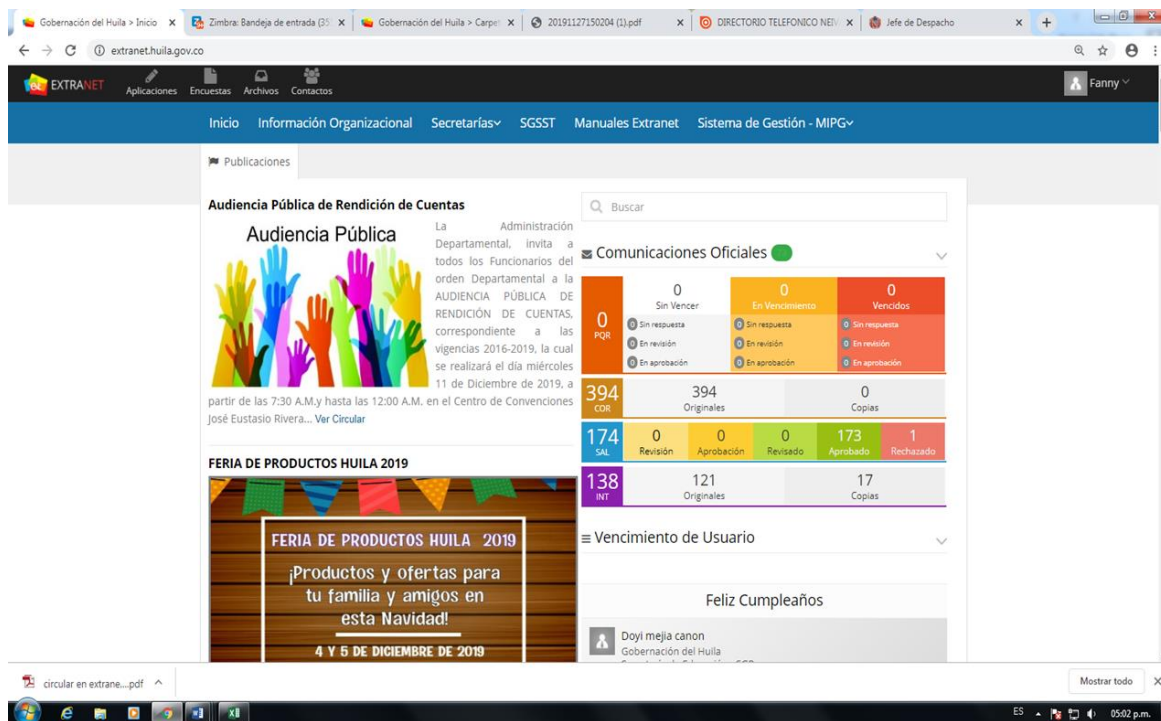 Gobernación del Huila > Inicio
Zimbra: Bandeja de entrada (35
Gobernación del Huila > Carpet
20191127150204 (1).pdf
DIRECTORIO TELEFONICO NEIV
Jefe de Despacho
extranet.huila.gov.co
EXTRANET
Aplicaciones Encuestas Archivos Contactos
Fanny
Inicio Información Organizacional Secretarías SGSST Manuales Extranet Sistema de Gestión - MIPG
Publicaciones
Audiencia Pública de Rendición de Cuentas
Audiencia Pública
La Administración
Departamental, invita a
todos los Funcionarios del
orden Departamental a la
AUDIENCIA PÚBLICA DE
RENDICIÓN DE CUENTAS,
correspondiente a las
vigencias 2016-2019, la cual
se realizará el día miércoles
11 de Diciembre de 2019, a
partir de las 7:30 A.M.y hasta las 12:00 A.M. en el Centro de Convenciones
José Eustasio Rivera... Ver Circular
FERIA DE PRODUCTOS HUILA 2019
FERIA DE PRODUCTOS HUILA 2019
¡Productos y ofertas para
tu familia y amigos en
esta Navidad!
4 Y 5 DE DICIEMBRE DE 2019
Buscar
Comunicaciones Oficiales
0
PQR
0 0 0
Sin Vencer En Vencimiento Vencidos
0 Sin respuesta 0 Sin respuesta 0 Sin respuesta
0 En revisión 0 En revisión 0 En revisión
0 En aprobación 0 En aprobación 0 En aprobación
394 394 0
COR Originales Copias
174 0 0 0 173 1
SAL Revisión Aprobación Revisado Aprobado Rechazado
138 121 17
INT Originales Copias
Vencimiento de Usuario
Feliz Cumpleaños
Doyi mejia canon
Gobernación del Huila
circular en extrane....pdf
Mostrar todo
ES 05:02 p.m.